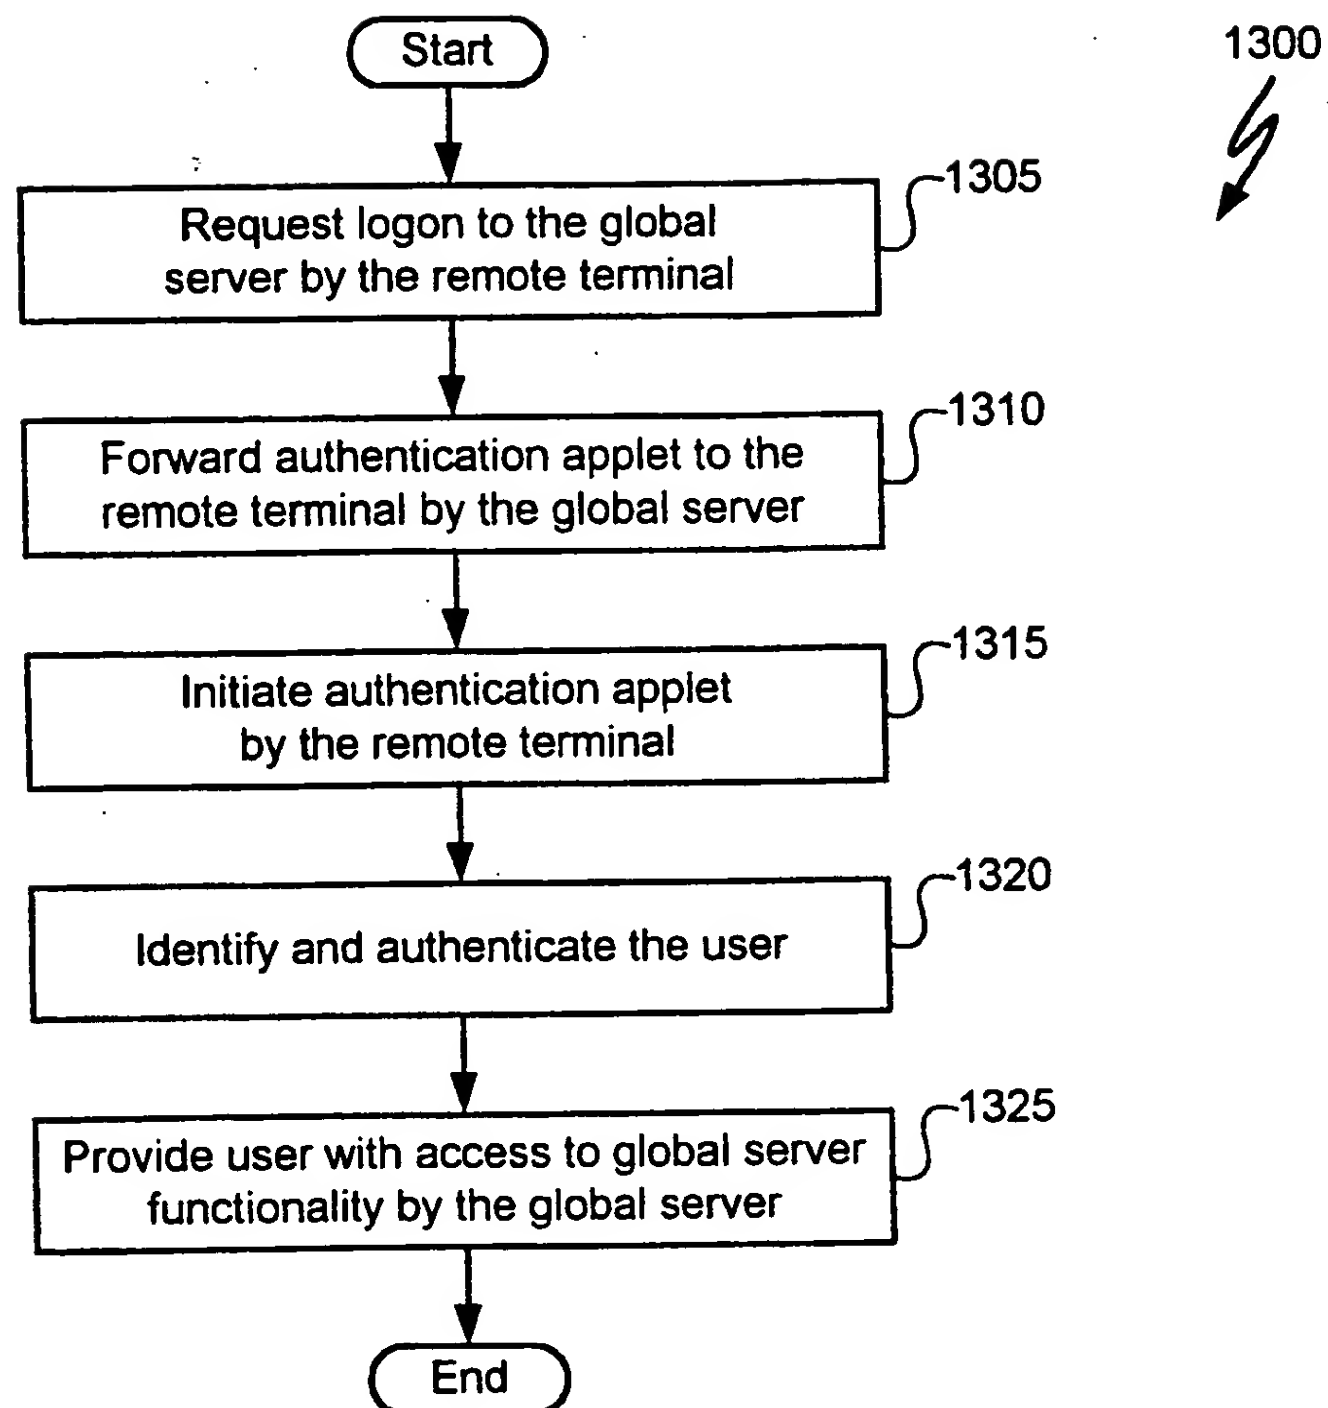 Start
1300
1305
Request logon to the global
server by the remote terminal
1310
Forward authentication applet to the
remote terminal by the global server
1315
Initiate authentication applet
by the remote terminal
1320
Identify and authenticate the user
1325
Provide user with access to global server
functionality by the global server
End